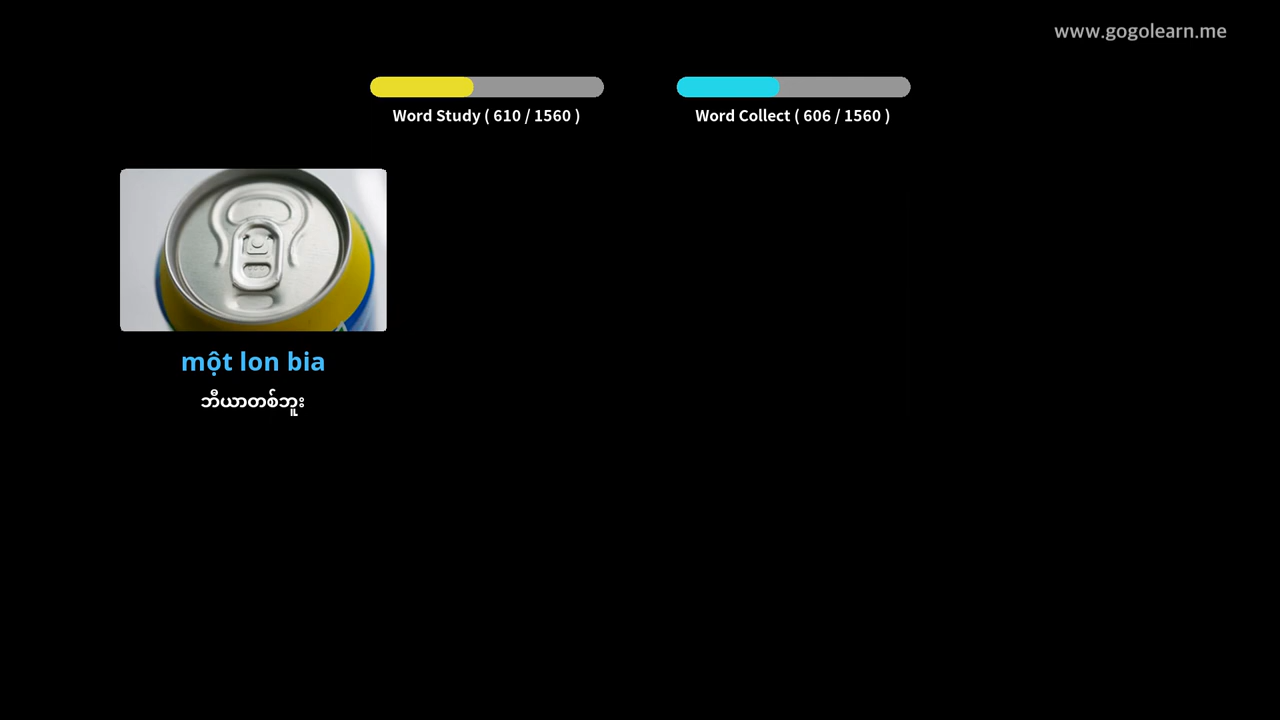 www.gogolearn.me
Word Study ( 610 / 1560 )
Word Collect ( 606 / 1560 )
một lon bia
ဘီယာတစ်ဘူး